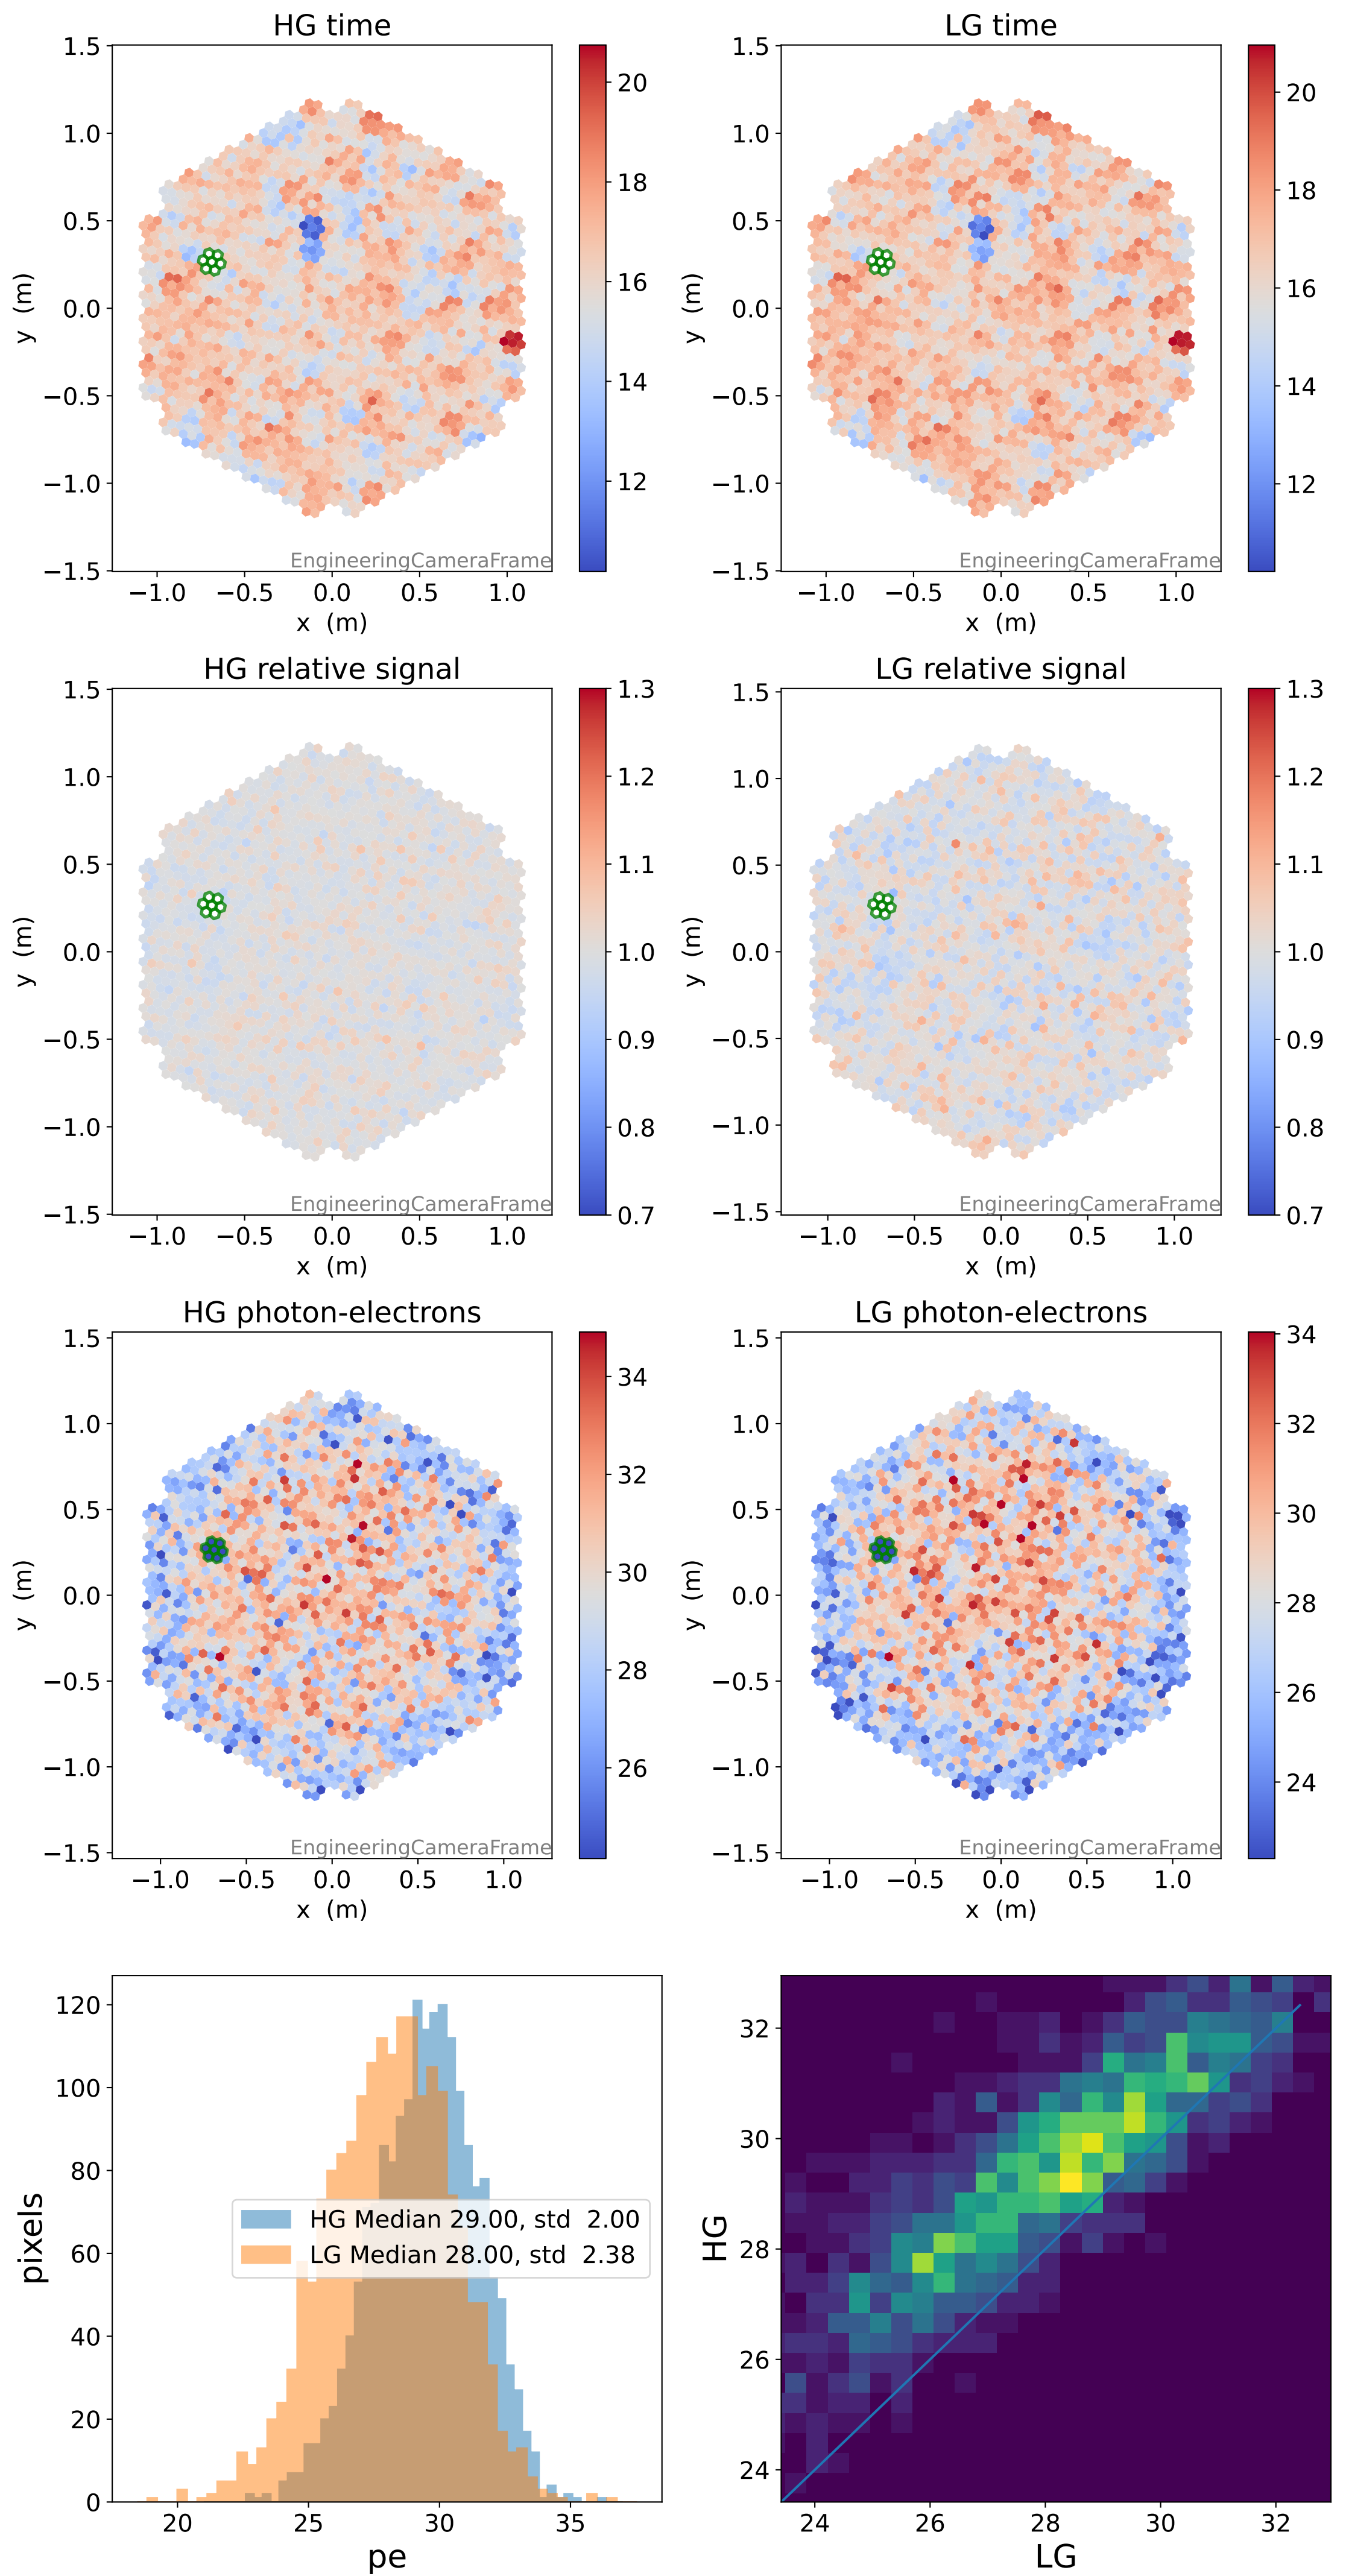 HG time
1.5
1.0
0.5
0.0
−0.5
−1.0
−1.5
y (m)
EngineeringCameraFrame
−1.0 −0.5 0.0 0.5 1.0
x (m)
20
18
16
14
12
LG time
1.5
1.0
0.5
0.0
−0.5
−1.0
−1.5
y (m)
EngineeringCameraFrame
−1.0 −0.5 0.0 0.5 1.0
x (m)
20
18
16
14
12
HG relative signal
1.5
1.0
0.5
0.0
−0.5
−1.0
−1.5
y (m)
EngineeringCameraFrame
−1.0 −0.5 0.0 0.5 1.0
x (m)
1.3
1.2
1.1
1.0
0.9
0.8
0.7
LG relative signal
1.5
1.0
0.5
0.0
−0.5
−1.0
−1.5
y (m)
EngineeringCameraFrame
−1.0 −0.5 0.0 0.5 1.0
x (m)
1.3
1.2
1.1
1.0
0.9
0.8
0.7
HG photon-electrons
1.5
1.0
0.5
0.0
−0.5
−1.0
−1.5
y (m)
EngineeringCameraFrame
−1.0 −0.5 0.0 0.5 1.0
x (m)
34
32
30
28
26
LG photon-electrons
1.5
1.0
0.5
0.0
−0.5
−1.0
−1.5
y (m)
EngineeringCameraFrame
−1.0 −0.5 0.0 0.5 1.0
x (m)
34
32
30
28
26
24
120
100
80
60
40
20
0
pixels
HG Median 29.00, std 2.00
LG Median 28.00, std 2.38
20 25 30 35
pe
32
30
28
26
24
HG
24 26 28 30 32
LG